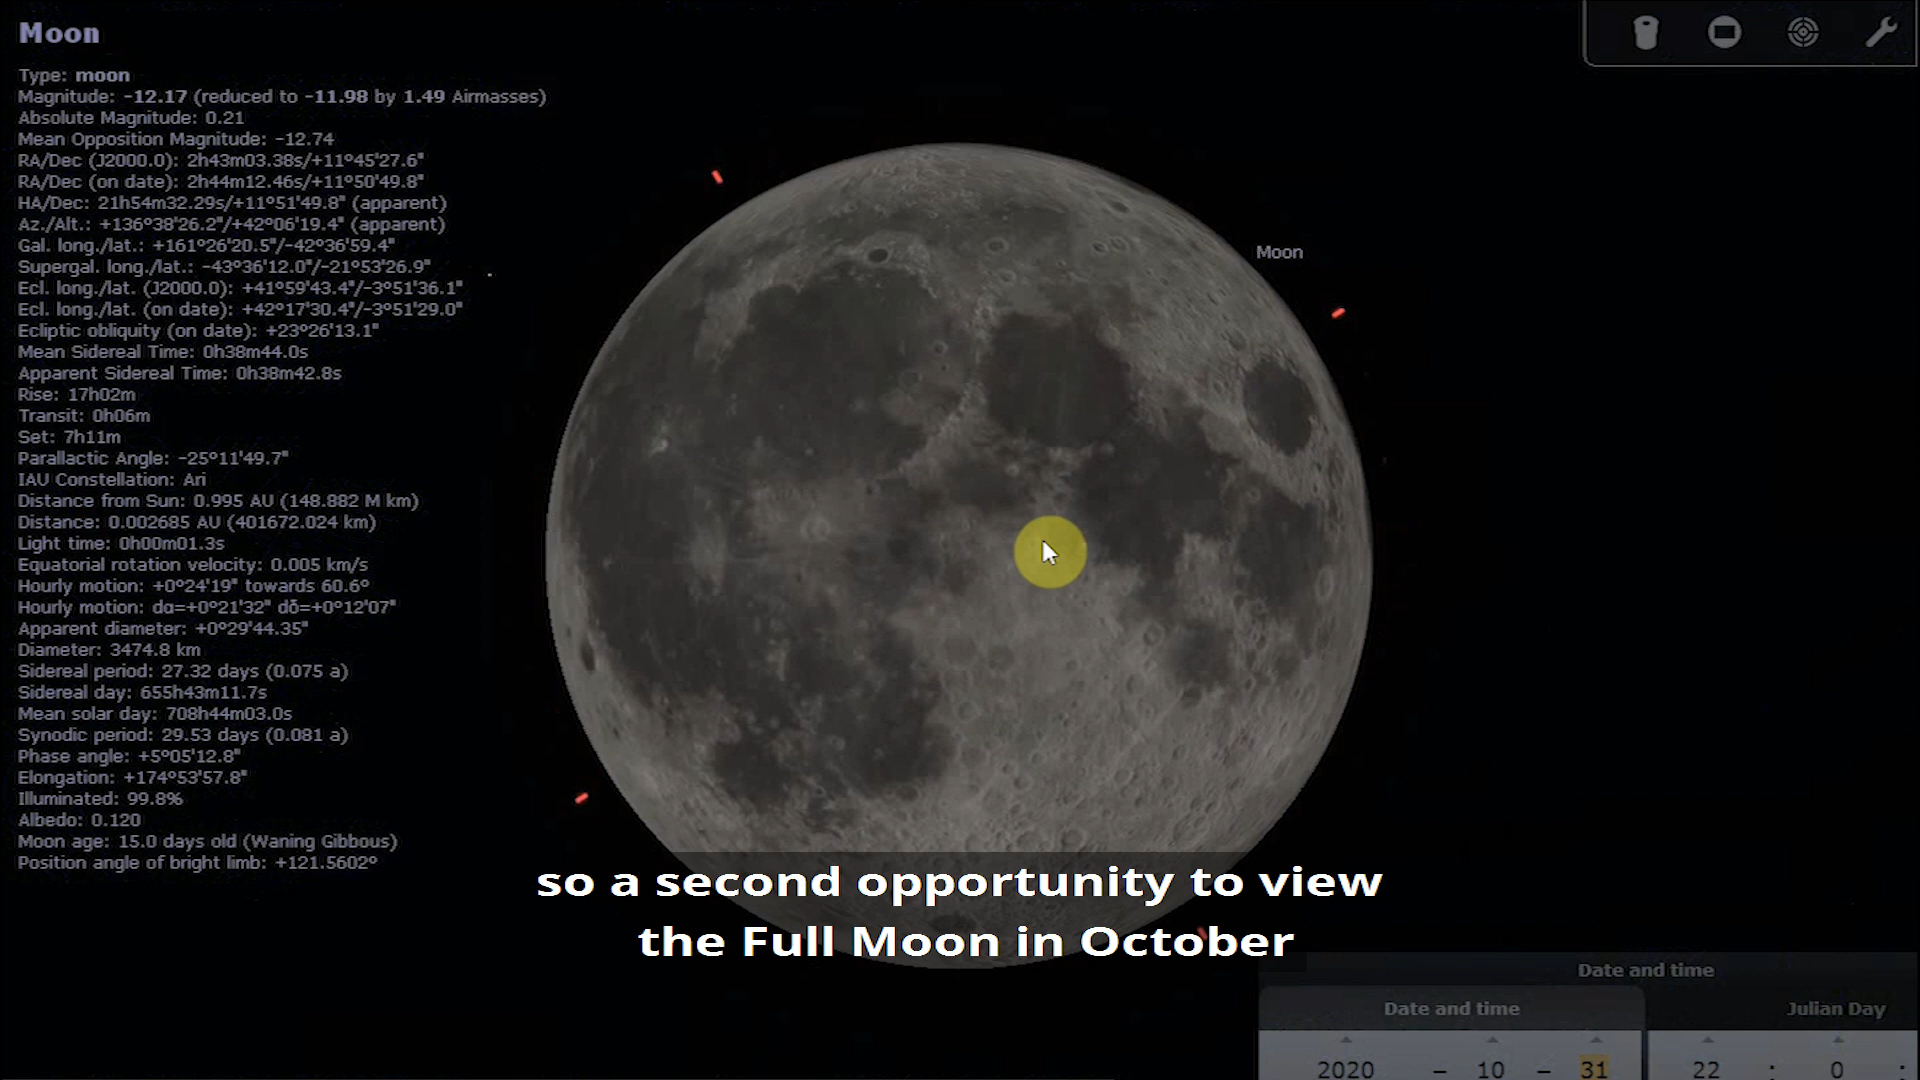 Moon
Type: moon
Magnitude: -12.17 (reduced to -11.98 by 1.49 Airmasses)
Absolute Magnitude: 0.21
Mean Opposition Magnitude: -12.74
RA/Dec (J2000.0): 2h43m03.38s/+11°45'27.6"
RA/Dec (on date): 2h44m12.46s/+11°50'49.8"
HA/Dec: 21h54m32.29s/+11°51'49.8" (apparent)
Az./Alt.: +136°38'26.2"/+42°06'19.4" (apparent)
Gal. long./lat.: +161°26'20.5"/-42°36'59.4"
Supergal. long./lat.: -43°36'12.0"/-21°53'26.9"
Ecl. long./lat. (J2000.0): +41°59'43.4"/-3°51'36.1"
Ecl. long./lat. (on date): +42°17'30.4"/-3°51'29.0"
Ecliptic obliquity (on date): +23°26'13.1"
Mean Sidereal Time: 0h38m44.0s
Apparent Sidereal Time: 0h38m42.8s
Rise: 17h02m
Transit: 0h06m
Set: 7h11m
Parallactic Angle: -25°11'49.7"
IAU Constellation: Ari
Distance from Sun: 0.995 AU (148.882 M km)
Distance: 0.002685 AU (401672.024 km)
Light time: 0h00m01.3s
Equatorial rotation velocity: 0.005 km/s
Hourly motion: +0°24'19" towards 60.6°
Hourly motion: dα=+0°21'32" dδ=+0°12'07"
Apparent diameter: +0°29'44.35"
Diameter: 3474.8 km
Sidereal period: 27.32 days (0.075 a)
Sidereal day: 655h43m11.7s
Mean solar day: 708h44m03.0s
Synodic period: 29.53 days (0.081 a)
Phase angle: +5°05'12.8"
Elongation: +174°53'57.8"
Illuminated: 99.8%
Albedo: 0.120
Moon age: 15.0 days old (Waning Gibbous)
Position angle of bright limb: +121.5602°
Moon
so a second opportunity to view
the Full Moon in October
Date and time
Date and time Julian Day
2020 - 10 - 31 22 : 0 :